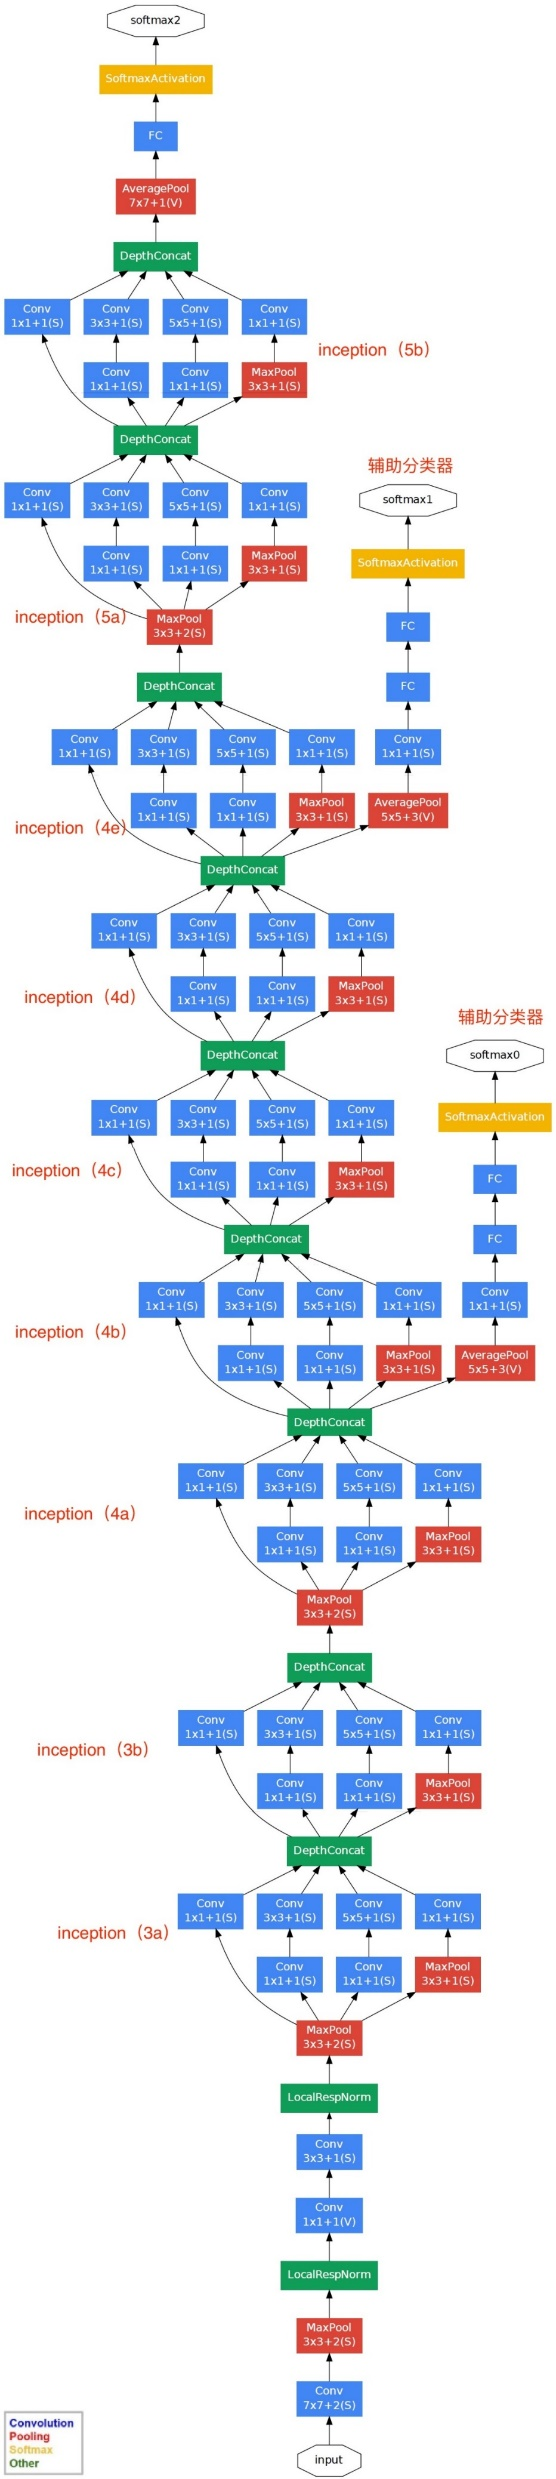 softmax2
SoftmaxActivation
FC
AveragePool
7x7+1(V)
DepthConcat
Conv
1x1+1(S)
Conv
3x3+1(S)
Conv
5x5+1(S)
Conv
1x1+1(S)
inception（5b）
Conv
1x1+1(S)
Conv
1x1+1(S)
MaxPool
3x3+1(S)
DepthConcat
辅助分类器
softmax1
Conv
1x1+1(S)
Conv
3x3+1(S)
Conv
5x5+1(S)
Conv
1x1+1(S)
Conv
1x1+1(S)
Conv
1x1+1(S)
MaxPool
3x3+1(S)
SoftmaxActivation
inception（5a）
MaxPool
3x3+2(S)
FC
DepthConcat
FC
Conv
1x1+1(S)
Conv
3x3+1(S)
Conv
5x5+1(S)
Conv
1x1+1(S)
Conv
1x1+1(S)
inception（4e）
Conv
1x1+1(S)
Conv
1x1+1(S)
MaxPool
3x3+1(S)
AveragePool
5x5+3(V)
DepthConcat
Conv
1x1+1(S)
Conv
3x3+1(S)
Conv
5x5+1(S)
Conv
1x1+1(S)
inception（4d）
Conv
1x1+1(S)
Conv
1x1+1(S)
MaxPool
3x3+1(S)
辅助分类器
DepthConcat
softmax0
Conv
1x1+1(S)
Conv
3x3+1(S)
Conv
5x5+1(S)
Conv
1x1+1(S)
SoftmaxActivation
inception（4c）
Conv
1x1+1(S)
Conv
1x1+1(S)
MaxPool
3x3+1(S)
FC
DepthConcat
FC
Conv
1x1+1(S)
Conv
3x3+1(S)
Conv
5x5+1(S)
Conv
1x1+1(S)
Conv
1x1+1(S)
inception（4b）
Conv
1x1+1(S)
Conv
1x1+1(S)
MaxPool
3x3+1(S)
AveragePool
5x5+3(V)
DepthConcat
Conv
1x1+1(S)
Conv
3x3+1(S)
Conv
5x5+1(S)
Conv
1x1+1(S)
inception（4a）
Conv
1x1+1(S)
Conv
1x1+1(S)
MaxPool
3x3+1(S)
MaxPool
3x3+2(S)
DepthConcat
Conv
1x1+1(S)
Conv
3x3+1(S)
Conv
5x5+1(S)
Conv
1x1+1(S)
inception（3b）
Conv
1x1+1(S)
Conv
1x1+1(S)
MaxPool
3x3+1(S)
DepthConcat
Conv
1x1+1(S)
Conv
3x3+1(S)
Conv
5x5+1(S)
Conv
1x1+1(S)
inception（3a）
Conv
1x1+1(S)
Conv
1x1+1(S)
MaxPool
3x3+1(S)
MaxPool
3x3+2(S)
LocalRespNorm
Conv
3x3+1(S)
Conv
1x1+1(V)
LocalRespNorm
MaxPool
3x3+2(S)
Conv
7x7+2(S)
input
Convolution
Pooling
Softmax
Other